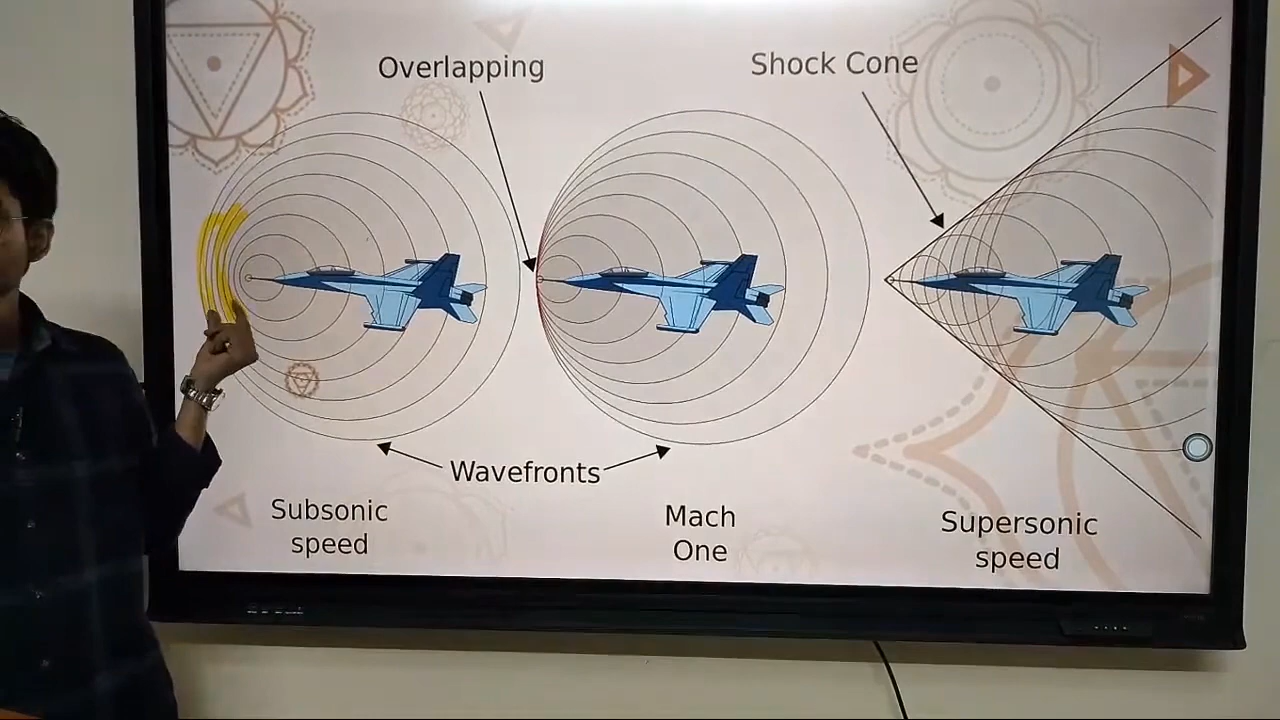 Overlapping
Shock Cone
Wavefronts
Subsonic
speed
Mach
One
Supersonic
speed